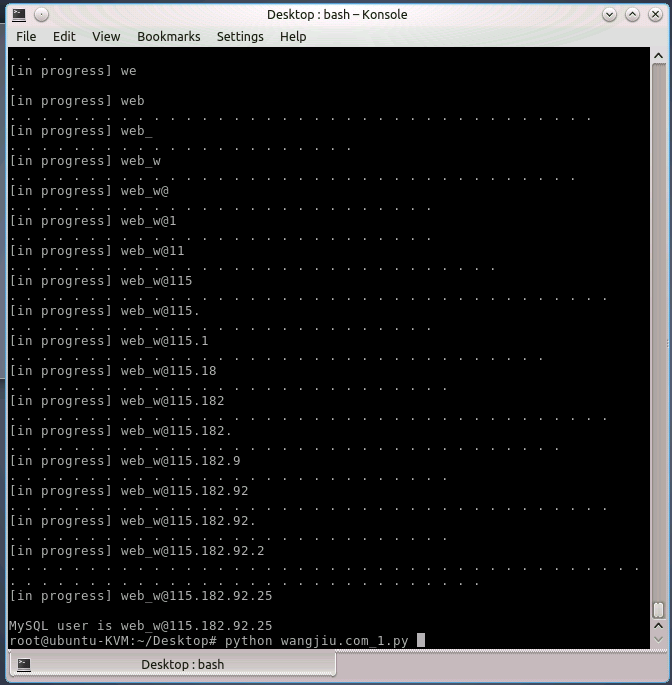 Desktop : bash – Konsole
File Edit View Bookmarks Settings Help
. . . .
[in progress] we
.
[in progress] web
. . . . . . . . . . . . . . . . . . . . . . . . . . . . . . . . . . . . .
[in progress] web_
. . . . . . . . . . . . . . . . . . . . . .
[in progress] web_w
. . . . . . . . . . . . . . . . . . . . . . . . . . . . . . . . . . . .
[in progress] web_w@
. . . . . . . . . . . . . . . . . . . . . . . . . . .
[in progress] web_w@1
. . . . . . . . . . . . . . . . . . . . . . . . . . .
[in progress] web_w@11
. . . . . . . . . . . . . . . . . . . . . . . . . . . . . . .
[in progress] web_w@115
. . . . . . . . . . . . . . . . . . . . . . . . . . . . . . . . . . . . . .
[in progress] web_w@115.
. . . . . . . . . . . . . . . . . . . . . . . . . . .
[in progress] web_w@115.1
. . . . . . . . . . . . . . . . . . . . . . . . . . . . . . . . . .
[in progress] web_w@115.18
. . . . . . . . . . . . . . . . . . . . . . . . . . . .
[in progress] web_w@115.182
. . . . . . . . . . . . . . . . . . . . . . . . . . . . . . . . . . . . . .
[in progress] web_w@115.182.
. . . . . . . . . . . . . . . . . . . . . . . . . . . . . . . . . . .
[in progress] web_w@115.182.9
. . . . . . . . . . . . . . . . . . . . . . . . . . .
[in progress] web_w@115.182.92
. . . . . . . . . . . . . . . . . . . . . . . . . . . . . . . . . . . . . .
[in progress] web_w@115.182.92.
. . . . . . . . . . . . . . . . . . . . . . . . . . . .
[in progress] web_w@115.182.92.2
. . . . . . . . . . . . . . . . . . . . . . . . . . . . . . . . . . . . . . . .
. . . . . . . . . . . . . . . . . . . . . . . . . . . . . .
[in progress] web_w@115.182.92.25
MySQL user is web_w@115.182.92.25
root@ubuntu-KVM:~/Desktop# python wangjiu.com_1.py
Desktop : bash